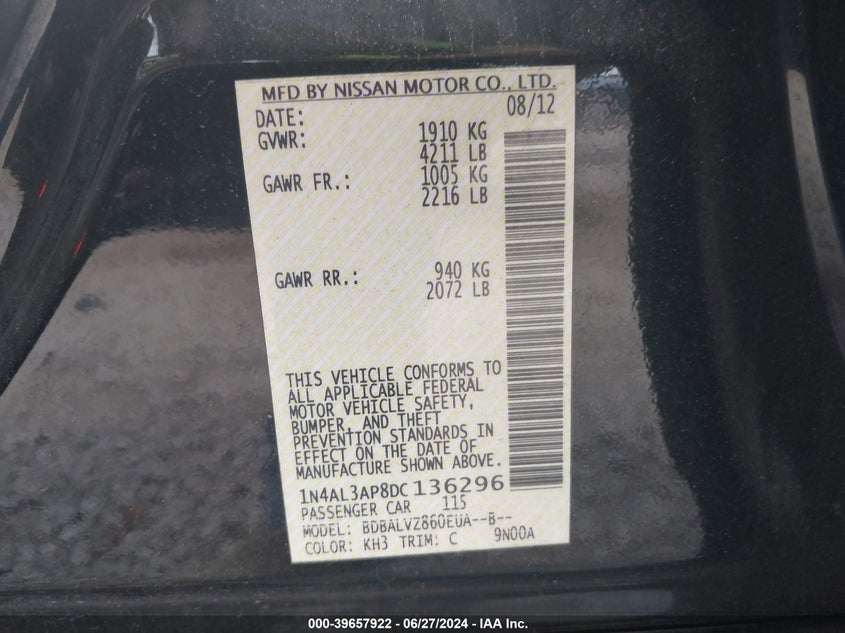 MFD BY NISSAN MOTOR CO., LTD.
DATE: 08/12
GVWR: 1910 KG
4211 LB
GAWR FR.: 1005 KG
2216 LB
GAWR RR.: 940 KG
2072 LB
THIS VEHICLE CONFORMS TO
ALL APPLICABLE FEDERAL
MOTOR VEHICLE SAFETY,
BUMPER, AND THEFT
PREVENTION STANDARDS IN
EFFECT ON THE DATE OF
MANUFACTURE SHOWN ABOVE.
1N4AL3AP8DC136296
PASSENGER CAR 115
MODEL: BDBALVZ860EUA--B--
COLOR: KH3 TRIM: C 9N00A
000-39657922 - 06/27/2024 - IAA Inc.